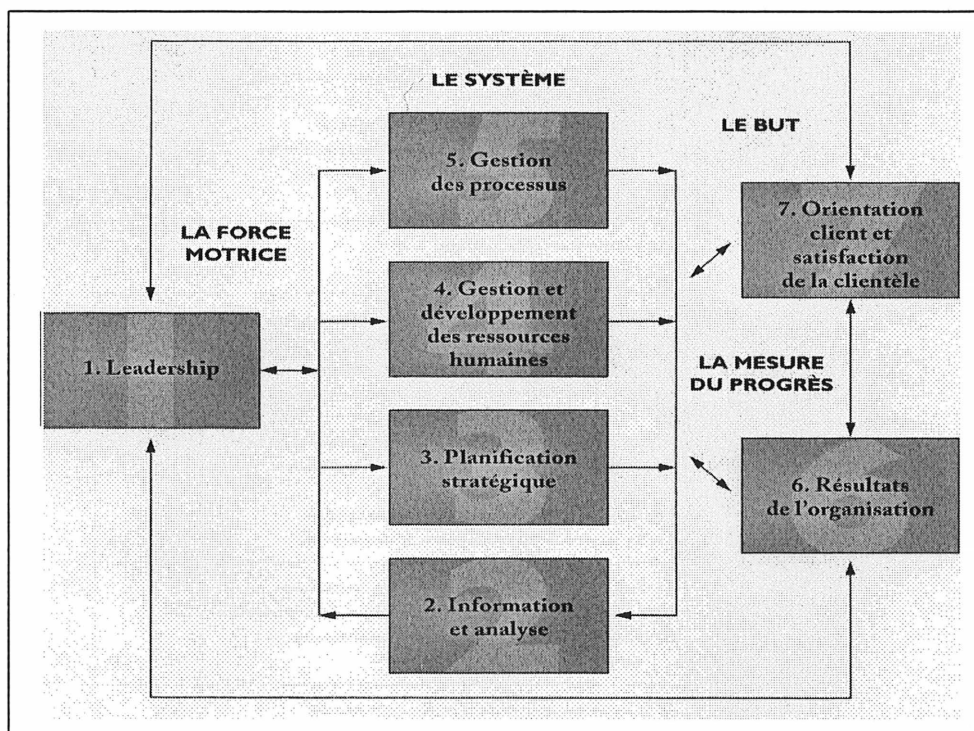 LE SYSTÈME
LE BUT
5. Gestion
des processus
7. Orientation
client et
satisfaction
de la clientèle
LA FORCE
MOTRICE
4. Gestion et
développement
des ressources
humaines
1. Leadership
LA MESURE
DU PROGRÈS
3. Planification
stratégique
6. Résultats
de l'organisation
2. Information
et analyse